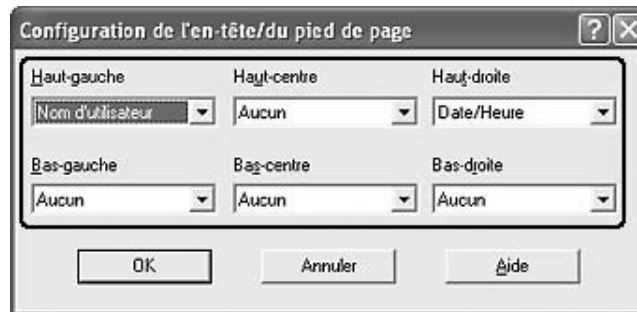 Configuration de l'en-tête/du pied de page
Haut-gauche Haut-centre Haut-droite
Nom d'utilisateur Aucun Date/Heure
Bas-gauche Bas-centre Bas-droite
Aucun Aucun Aucun
OK Annuler Aide